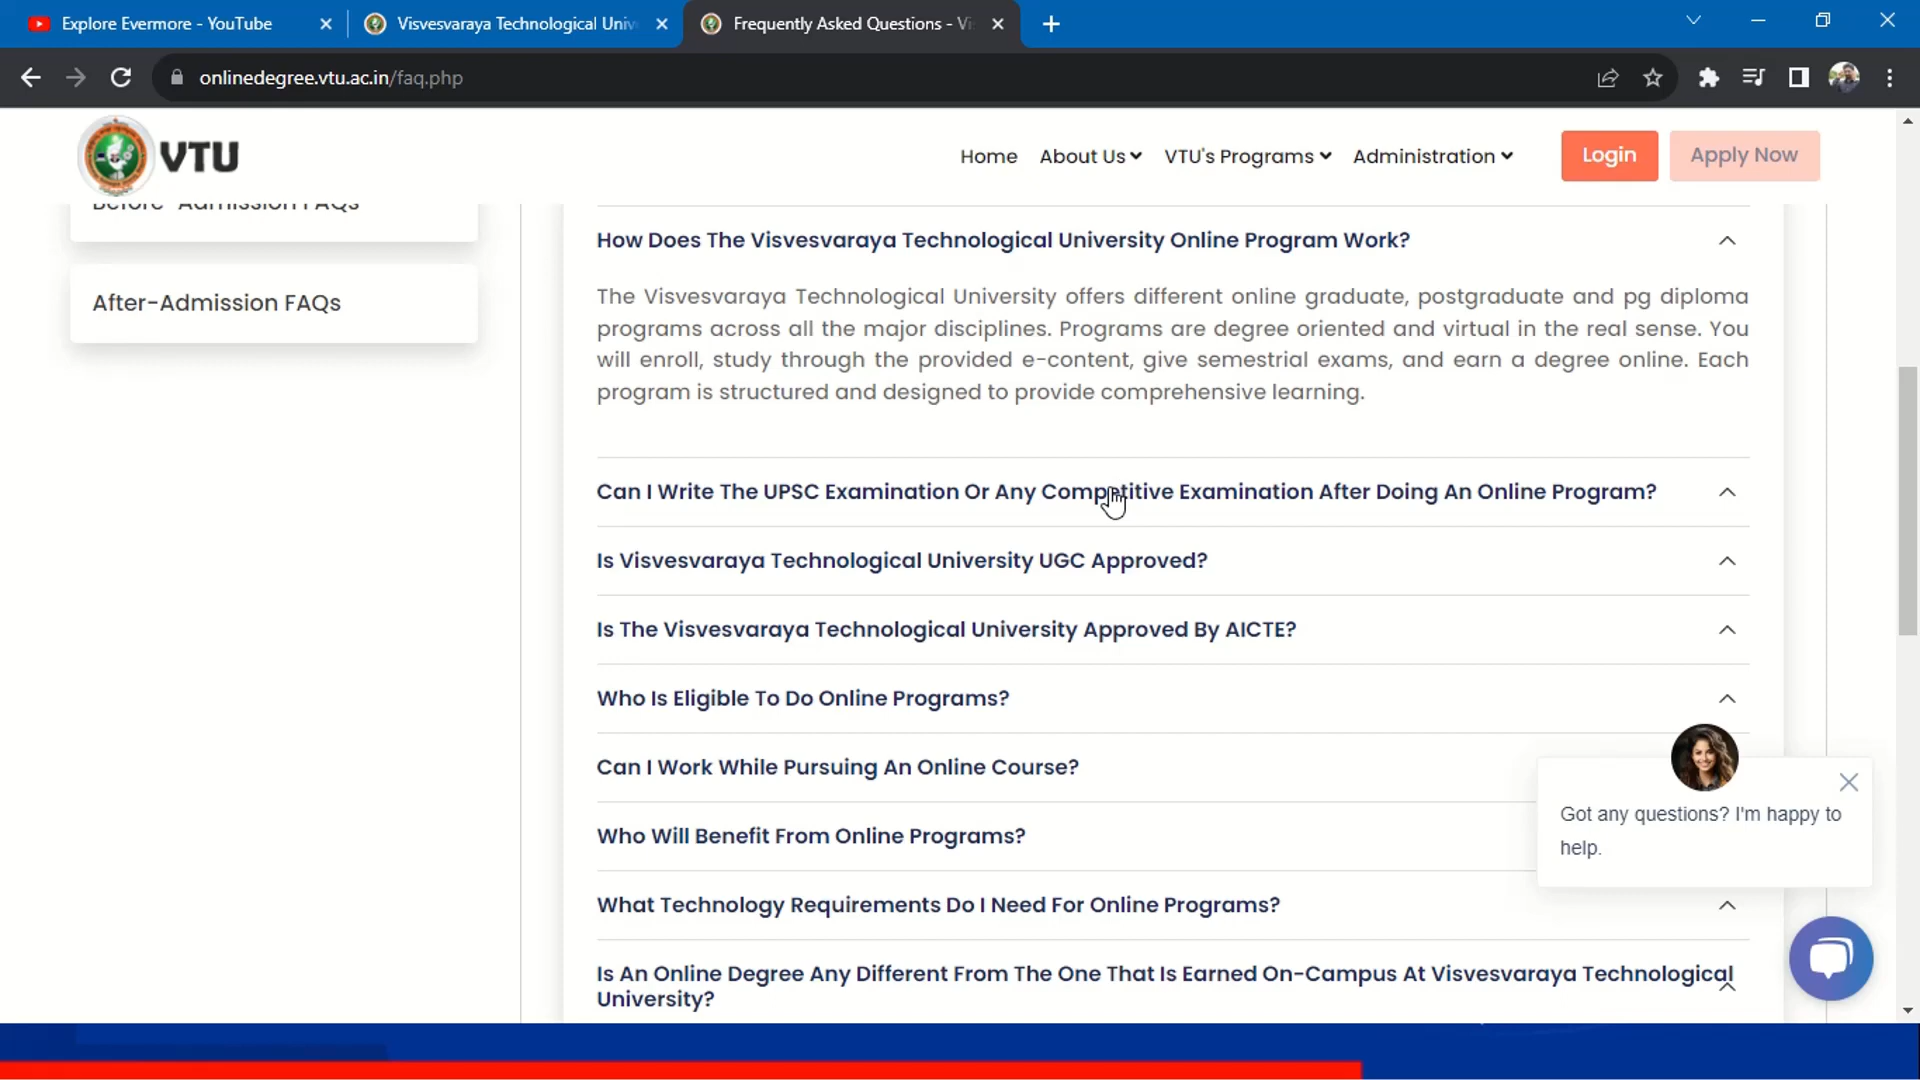 Explore Evermore - YouTube
Visvesvaraya Technological Univ
Frequently Asked Questions - Vi
onlinedegree.vtu.ac.in/faq.php
VTU
Home
About Us
VTU's Programs
Administration
Login
Apply Now
Before-Admission FAQs
After-Admission FAQs
How Does The Visvesvaraya Technological University Online Program Work?
The Visvesvaraya Technological University offers different online graduate, postgraduate and pg diploma
programs across all the major disciplines. Programs are degree oriented and virtual in the real sense. You
will enroll, study through the provided e-content, give semestrial exams, and earn a degree online. Each
program is structured and designed to provide comprehensive learning.
Can I Write The UPSC Examination Or Any Competitive Examination After Doing An Online Program?
Is Visvesvaraya Technological University UGC Approved?
Is The Visvesvaraya Technological University Approved By AICTE?
Who Is Eligible To Do Online Programs?
Can I Work While Pursuing An Online Course?
Who Will Benefit From Online Programs?
Got any questions? I'm happy to
help.
What Technology Requirements Do I Need For Online Programs?
Is An Online Degree Any Different From The One That Is Earned On-Campus At Visvesvaraya Technological
University?